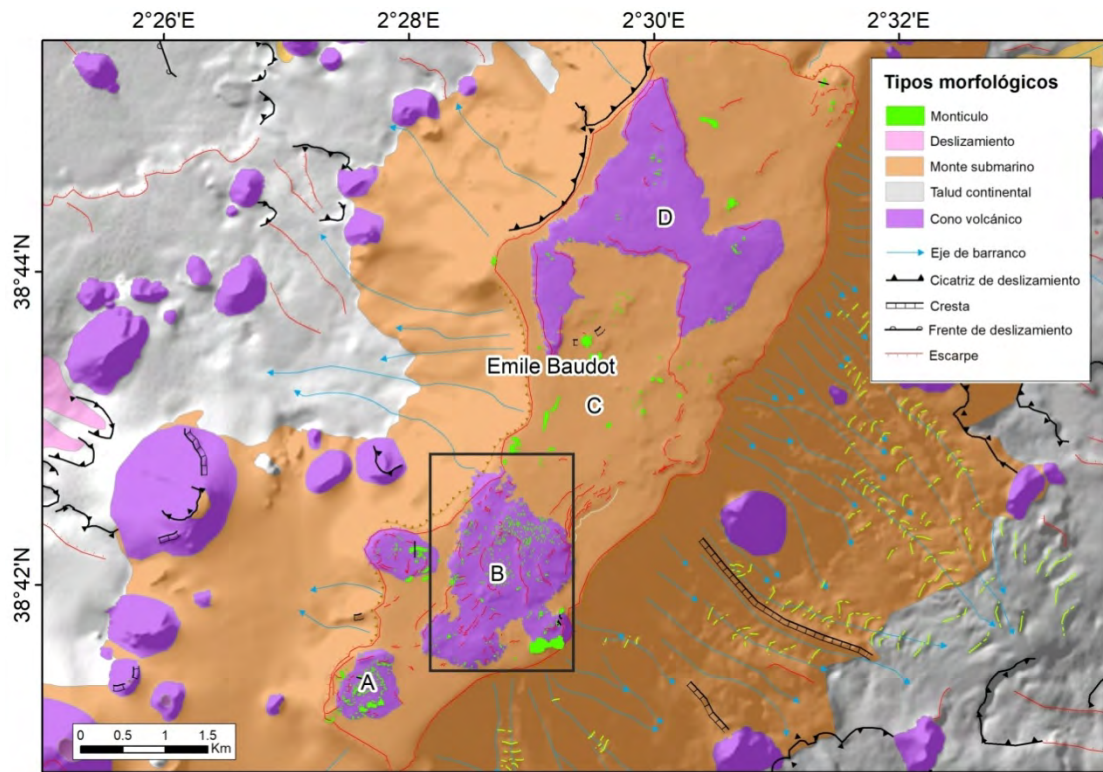 2°26'E
2°28'E
2°30'E
2°32'E
38°44'N
38°42'N
Tipos morfológicos
Montículo
Deslizamiento
Monte submarino
Talud continental
Cono volcánico
Eje de barranco
Cicatriz de deslizamiento
Cresta
Frente de deslizamiento
Escarpe
D
Emile Baudot
C
B
A
0 0.5 1 1.5
Km